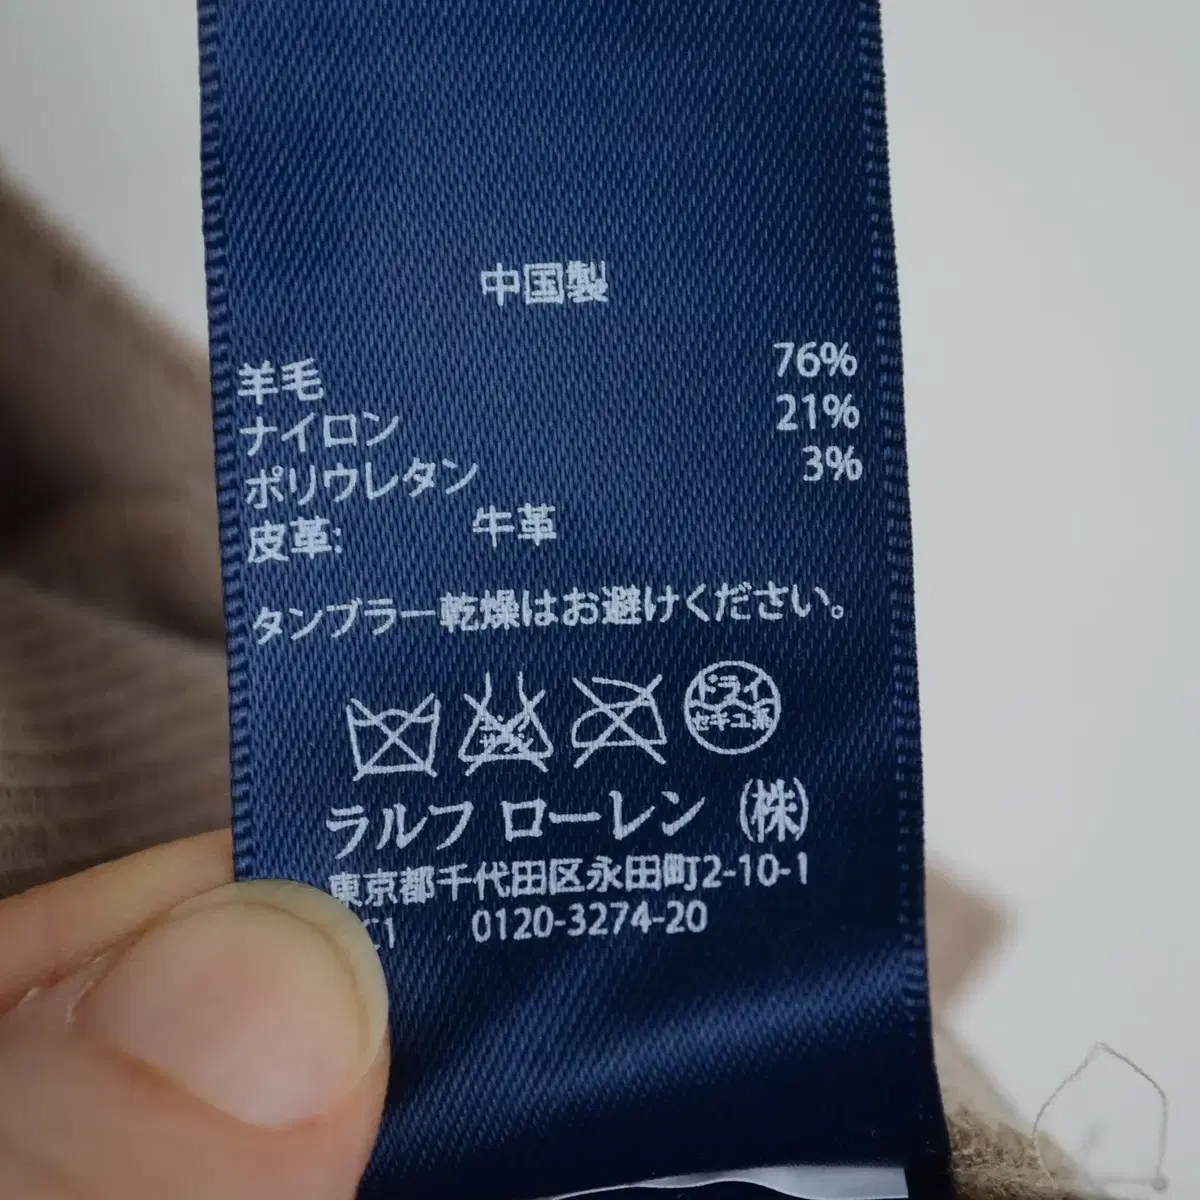 中国製
羊毛 76%
ナイロン 21%
ポリウレタン 3%
皮革: 牛革
タンブラー乾燥はお避けください。
ドライ
セキユ系
ラルフ ローレン (株)
東京都千代田区永田町2-10-1
C1 0120-3274-20